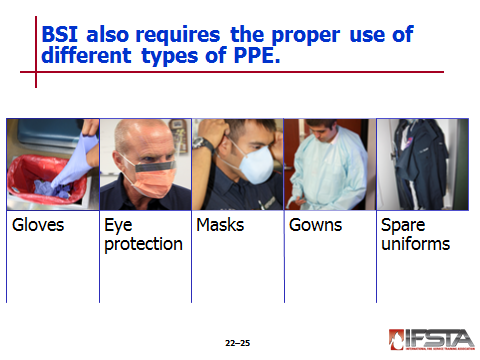 BSI also requires the proper use of
different types of PPE.
Gloves
Eye
protection
Masks
Gowns
Spare
uniforms
22–25
IFSTA
INTERNATIONAL FIRE SERVICE TRAINING ASSOCIATION